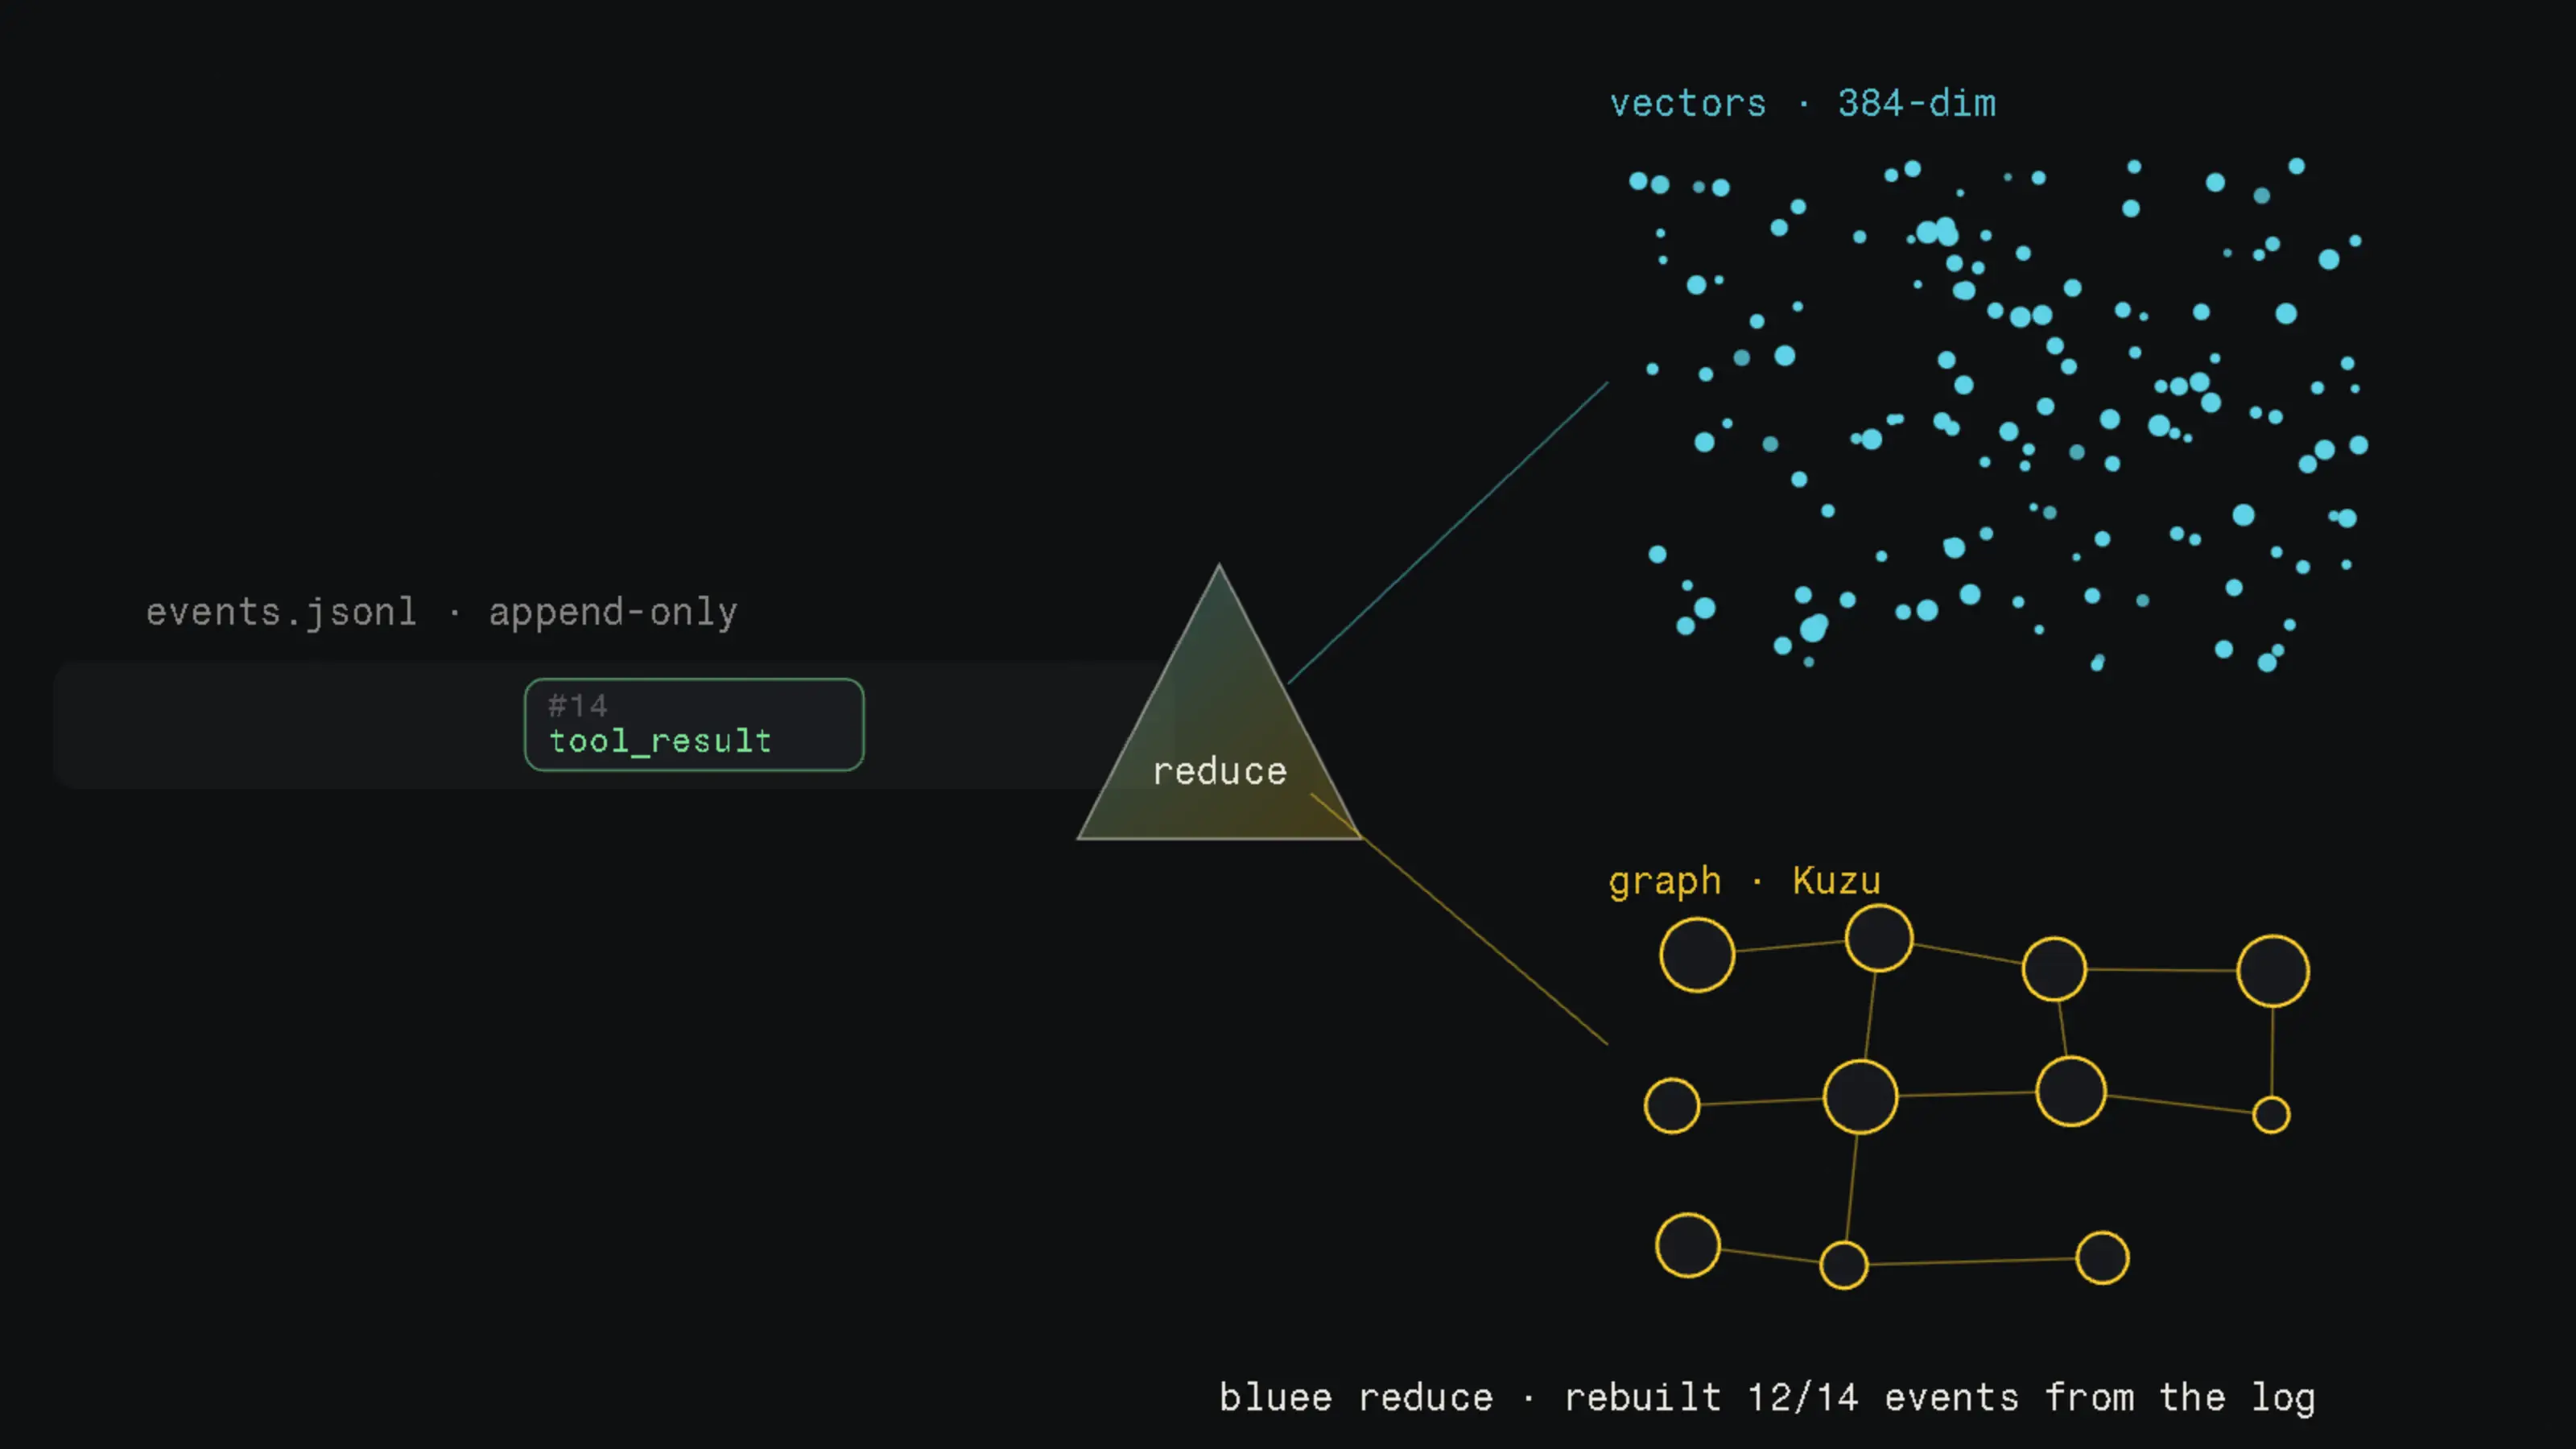 vectors · 384-dim
events.jsonl · append-only
#14
tool_result
reduce
graph · Kuzu
bluee reduce · rebuilt 12/14 events from the log